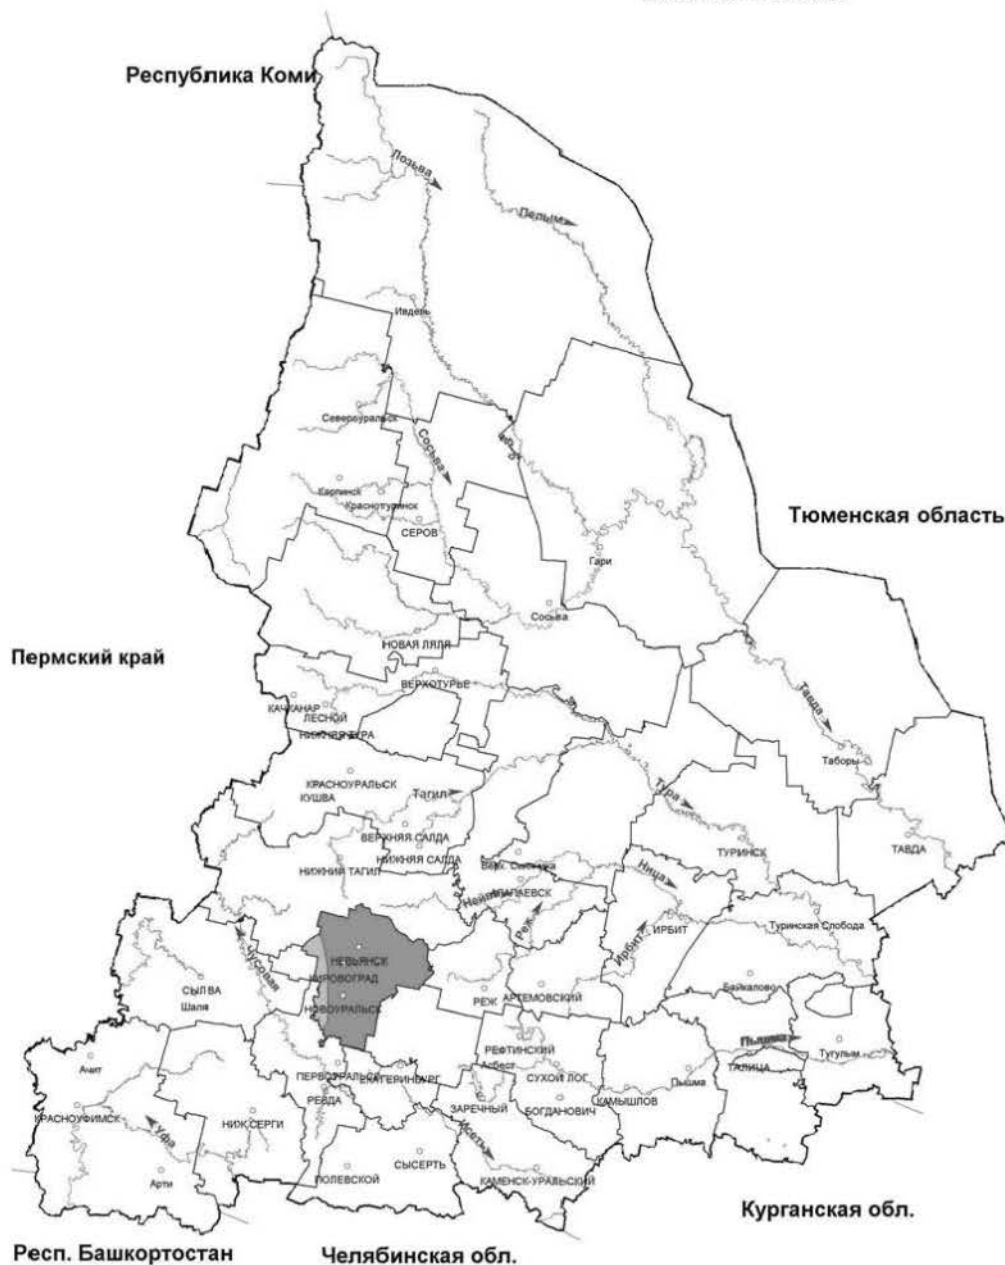 Республика Коми
Лозьва
Пелым
Ивдель
Североуральск
Сосьва
Карпинск
Краснотурьинск
СЕРОВ
Тюменская область
Гари
Сосьва
НОВАЯ ЛЯЛЯ
Пермский край
ВЕРХОТУРЬЕ
КАЧКАНАР
ЛЕСНОЙ
НИЖНЯЯ ТУРА
Тавда
Таборы
КРАСНОУРАЛЬСК
КУШВА
Тагил
Тура
ВЕРХНЯЯ САЛДА
НИЖНЯЯ САЛДА
ТУРИНСК
ТАВДА
НИЖНИЙ ТАГИЛ
Ница
АЛАПАЕВСК
Нейва
Реж
ИРБИТ
Ирбит
Туринская Слобода
Чусовая
НЕВЬЯНСК
КИРОВОГРАД
СЫЛВА
Шаля
НОВОУРАЛЬСК
РЕЖ
АРТЕМОВСКИЙ
Байкалово
РЕФТИНСКИЙ
Пышма
Тугулым
Ачит
ПЕРВОУРАЛЬСК
ЕКАТЕРИНБУРГ
Асбест
СУХОЙ ЛОГ
Пышма
ТАЛИЦА
КРАСНОУФИМСК
РЕВДА
ЗАРЕЧНЫЙ
БОГДАНОВИЧ
КАМЫШЛОВ
Уфа
НИЖ.СЕРГИ
Исеть
Арти
ПОЛЕВСКОЙ
СЫСЕРТЬ
КАМЕНСК-УРАЛЬСКИЙ
Курганская обл.
Респ. Башкортостан
Челябинская обл.